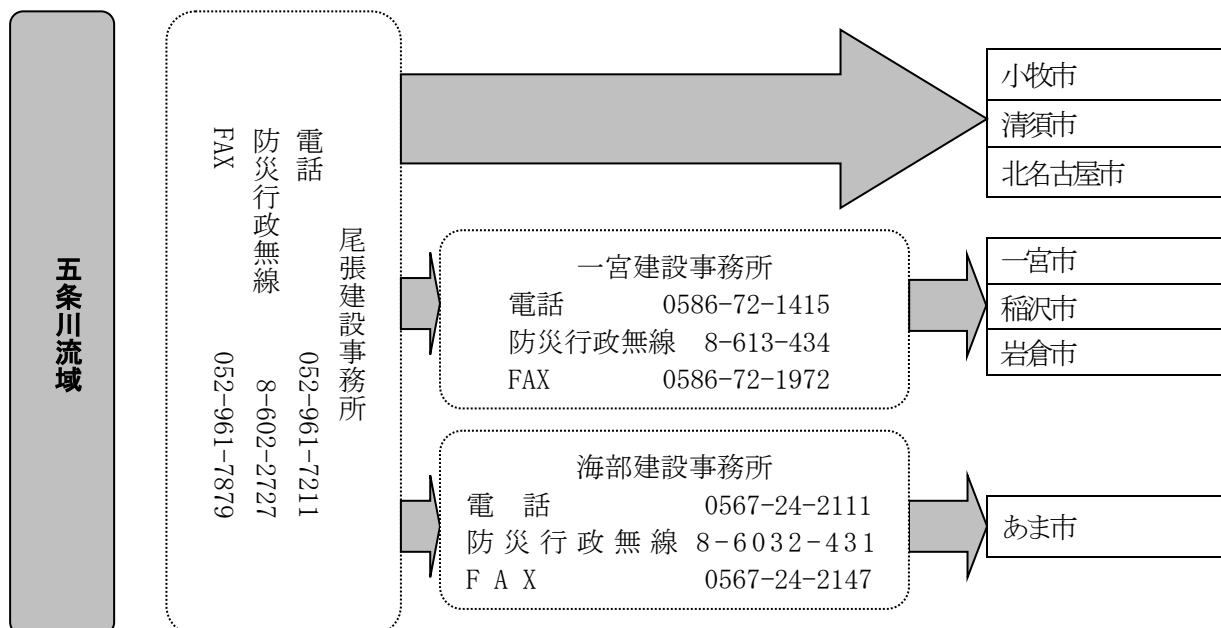 五条川流域
尾張建設事務所
電話 052-961-7211
防災行政無線 8-602-2727
FAX 052-961-7879
小牧市
清須市
北名古屋市
一宮建設事務所
電話 0586-72-1415
防災行政無線 8-613-434
FAX 0586-72-1972
一宮市
稲沢市
岩倉市
海部建設事務所
電 話 0567-24-2111
防災行政無線 8-6032-431
F A X 0567-24-2147
あま市